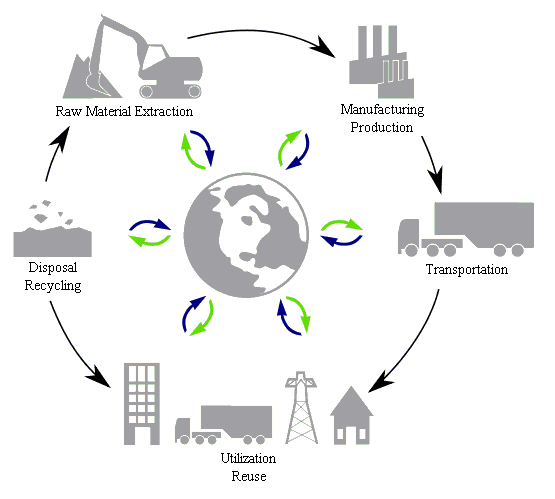 Raw Material Extraction
Manufacturing
Production
Transportation
Disposal
Recycling
Utilization
Reuse